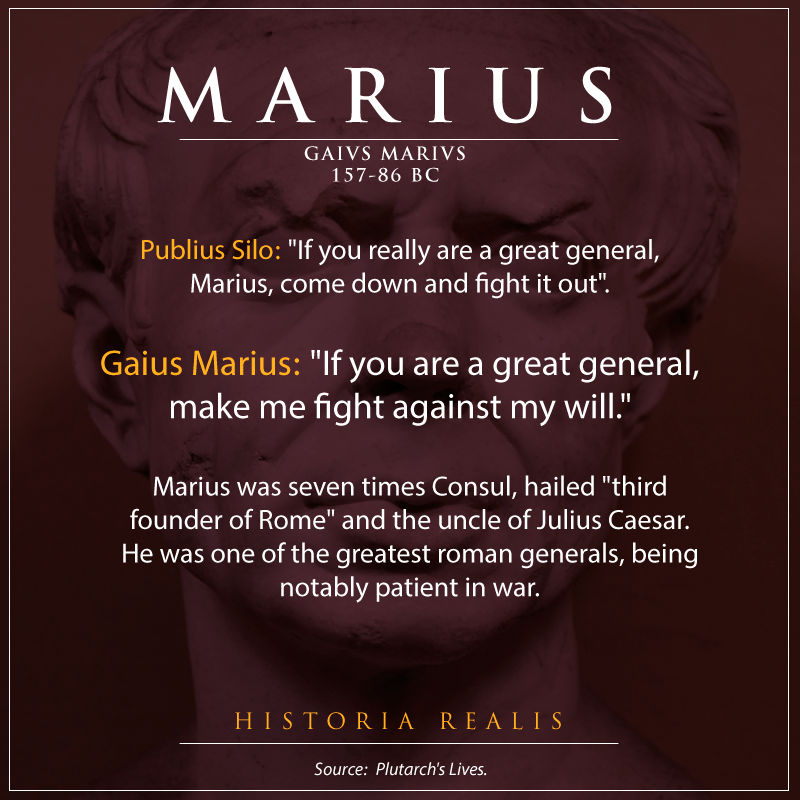 MARIUS
GAIVS MARIVS
157-86 BC
Publius Silo: "If you really are a great general,
Marius, come down and fight it out".
Gaius Marius: "If you are a great general,
make me fight against my will."
Marius was seven times Consul, hailed "third
founder of Rome" and the uncle of Julius Caesar.
He was one of the greatest roman generals, being
notably patient in war.
HISTORIA REALIS
Source: Plutarch's Lives.